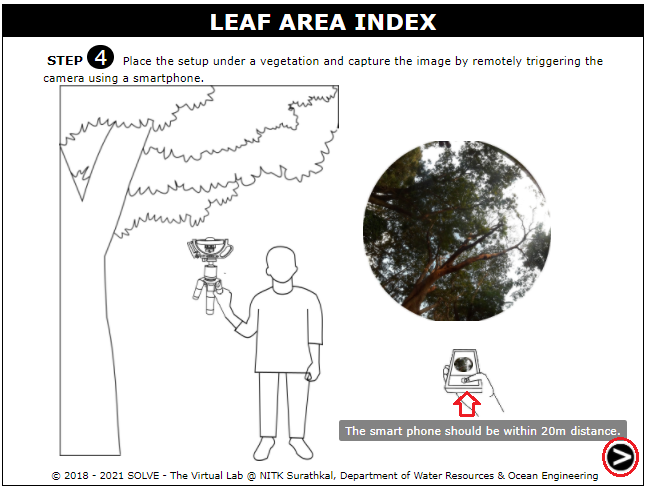 LEAF AREA INDEX
STEP 4 Place the setup under a vegetation and capture the image by remotely triggering the
camera using a smartphone.
The smart phone should be within 20m distance.
© 2018 - 2021 SOLVE - The Virtual Lab @ NITK Surathkal, Department of Water Resources & Ocean Engineering